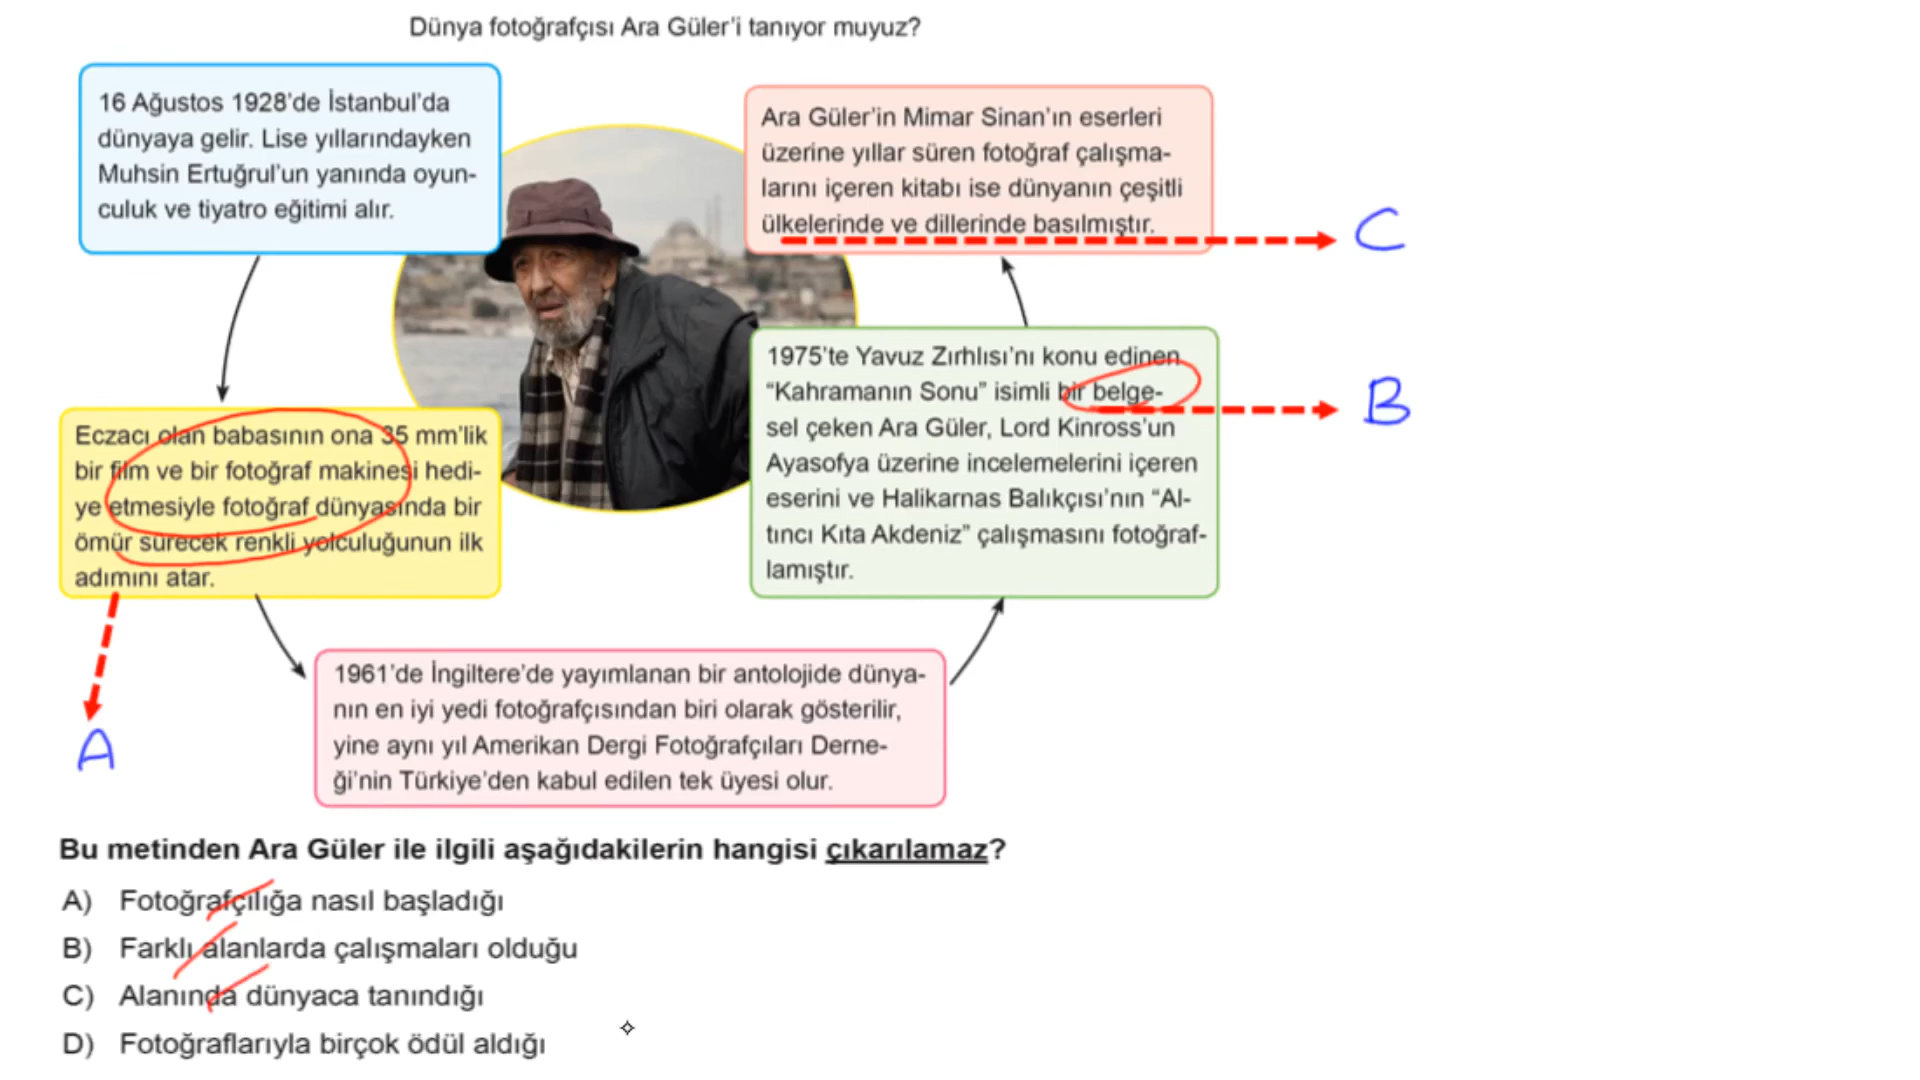 Dünya fotoğrafçısı Ara Güler’i tanıyor muyuz?
16 Ağustos 1928’de İstanbul’da
dünyaya gelir. Lise yıllarındayken
Muhsin Ertuğrul’un yanında oyun-
culuk ve tiyatro eğitimi alır.
Eczacı olan babasının ona 35 mm’lik
bir film ve bir fotoğraf makinesi hedi-
ye etmesiyle fotoğraf dünyasında bir
ömür sürecek renkli yolculuğunun ilk
adımını atar.
A
1961’de İngiltere’de yayımlanan bir antolojide dünya-
nın en iyi yedi fotoğrafçısından biri olarak gösterilir,
yine aynı yıl Amerikan Dergi Fotoğrafçıları Derne-
ği’nin Türkiye’den kabul edilen tek üyesi olur.
1975’te Yavuz Zırhlısı’nı konu edinen
“Kahramanın Sonu” isimli bir belge-
sel çeken Ara Güler, Lord Kinross’un
Ayasofya üzerine incelemelerini içeren
eserini ve Halikarnas Balıkçısı’nın “Al-
tıncı Kıta Akdeniz” çalışmasını fotoğraf-
lamıştır.
B
Ara Güler’in Mimar Sinan’ın eserleri
üzerine yıllar süren fotoğraf çalışma-
larını içeren kitabı ise dünyanın çeşitli
ülkelerinde ve dillerinde basılmıştır.
C
Bu metinden Ara Güler ile ilgili aşağıdakilerin hangisi çıkarılamaz?
A) Fotoğrafçılığa nasıl başladığı
B) Farklı alanlarda çalışmaları olduğu
C) Alanında dünyaca tanındığı
D) Fotoğraflarıyla birçok ödül aldığı